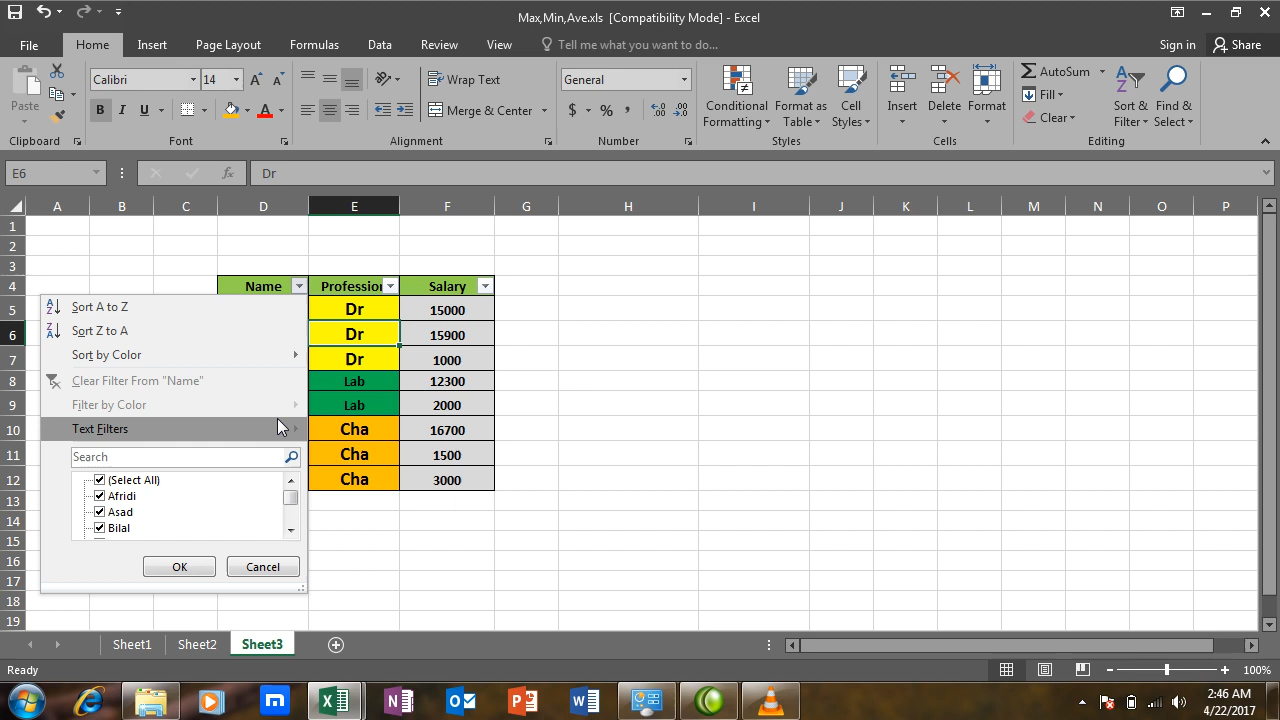 Max,Min,Ave.xls [Compatibility Mode] - Excel
File Home Insert Page Layout Formulas Data Review View Tell me what you want to do... Sign in Share
Paste
Clipboard
Calibri 14
B I U
Font
Wrap Text
Merge & Center
Alignment
General
$ % ,
Number
Conditional Formatting
Format as Table
Cell Styles
Styles
Insert
Delete
Format
Cells
AutoSum
Fill
Clear
Sort & Filter
Find & Select
Editing
E6 fx Dr
A B C D E F G H I J K L M N O P
1
2
3
4 Name Profession Salary
5 Dr 15000
6 Dr 15900
7 Dr 1000
8 Lab 12300
9 Lab 2000
10 Cha 16700
11 Cha 1500
12 Cha 3000
13
14
15
16
17
18
19
Sort A to Z
Sort Z to A
Sort by Color
Clear Filter From "Name"
Filter by Color
Text Filters
Search
(Select All)
Afridi
Asad
Bilal
OK Cancel
Sheet1 Sheet2 Sheet3
Ready 100%
2:46 AM
4/22/2017